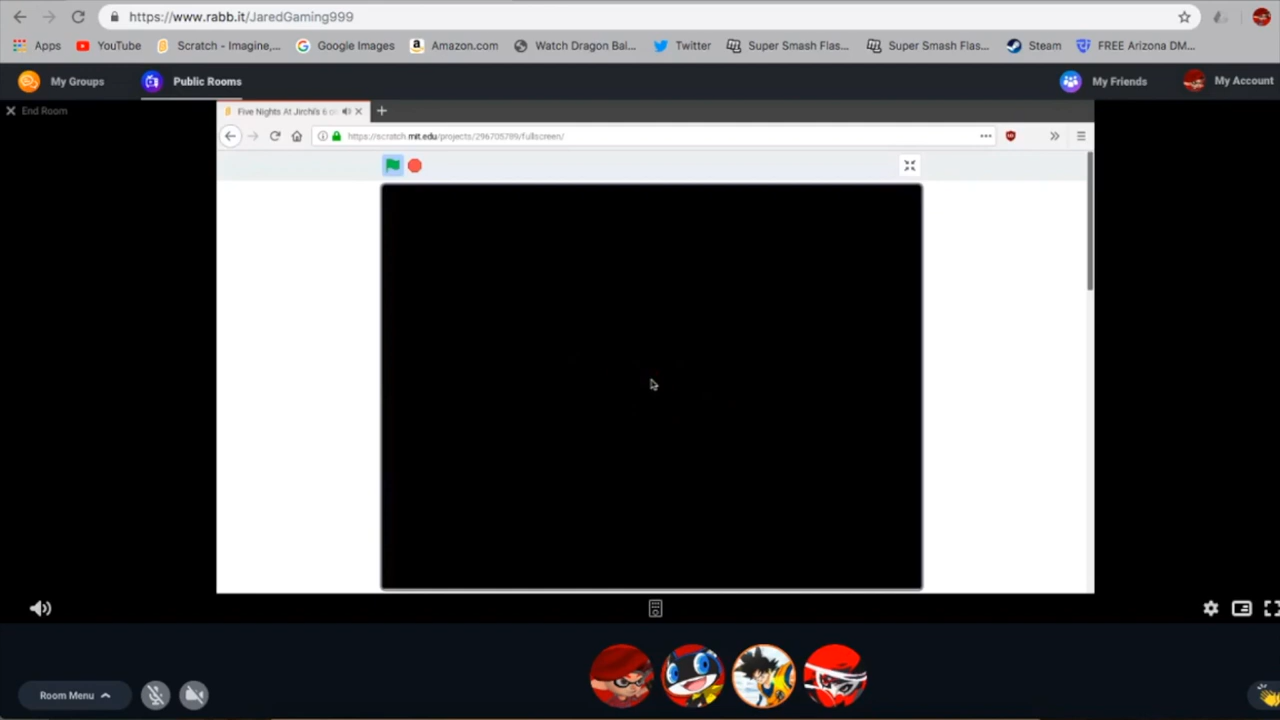 https://www.rabb.it/JaredGaming999
Apps YouTube Scratch - Imagine,... Google Images Amazon.com Watch Dragon Bal... Twitter Super Smash Flas... Super Smash Flas... Steam FREE Arizona DM...
My Groups Public Rooms My Friends My Account
End Room
Five Nights At Jirchi's 6
https://scratch.mit.edu/projects/296705789/fullscreen/
Room Menu